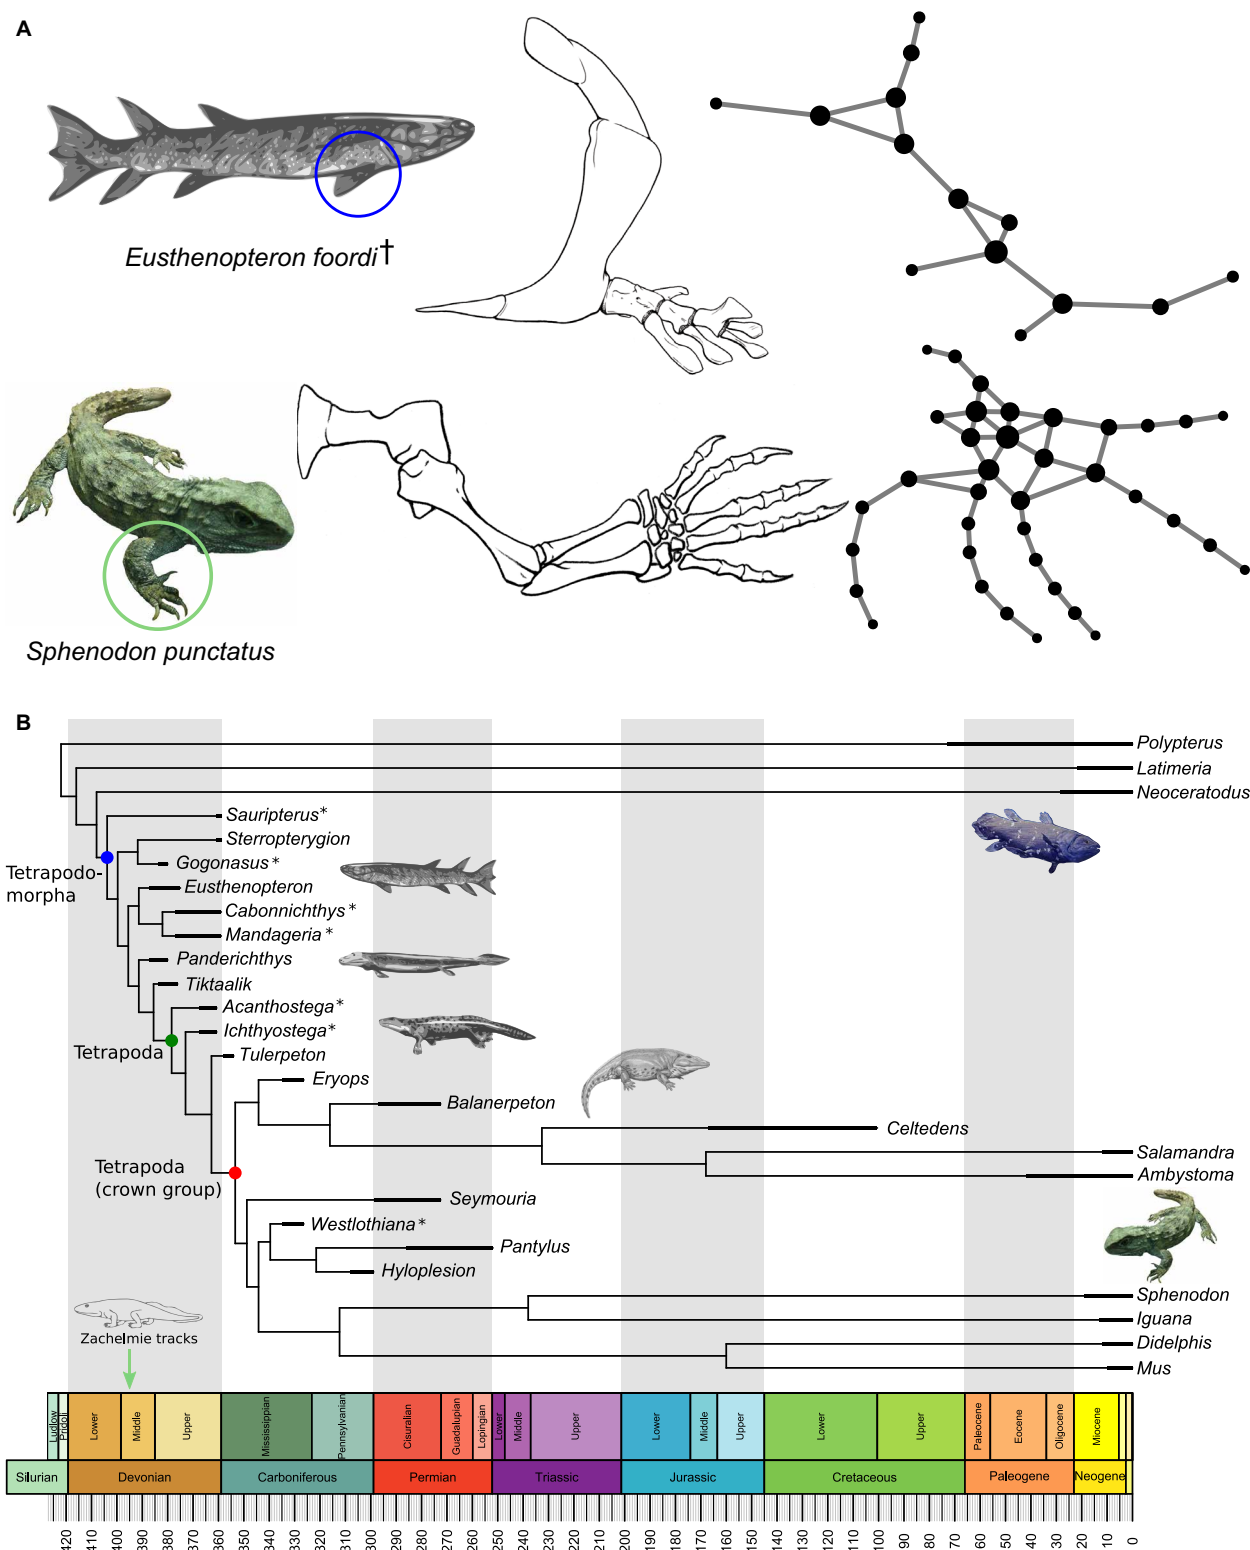 A
Eusthenopteron foordi†
Sphenodon punctatus
B
Polypterus
Latimeria
Neoceratodus
Sauripterus*
Sterropterygion
Gogonasus*
Tetrapodo-
morpha
Eusthenopteron
Cabonnichthys*
Mandageria*
Panderichthys
Tiktaalik
Acanthostega*
Ichthyostega*
Tetrapoda
Tulerpeton
Eryops
Balanerpeton
Celtedens
Salamandra
Ambystoma
Tetrapoda
(crown group)
Seymouria
Westlothiana*
Pantylus
Hyloplesion
Sphenodon
Iguana
Didelphis
Mus
Zachelmie tracks
Ludlow
Pridoli
Lower
Middle
Upper
Mississippian
Pennsylvanian
Cisuralian
Guadalupian
Lopingian
Lower
Middle
Upper
Lower
Middle
Upper
Lower
Upper
Paleocene
Eocene
Oligocene
Miocene
Silurian Devonian Carboniferous Permian Triassic Jurassic Cretaceous Paleogene Neogene
420 410 400 390 380 370 360 350 340 330 320 310 300 290 280 270 260 250 240 230 220 210 200 190 180 170 160 150 140 130 120 110 100 90 80 70 60 50 40 30 20 10 0